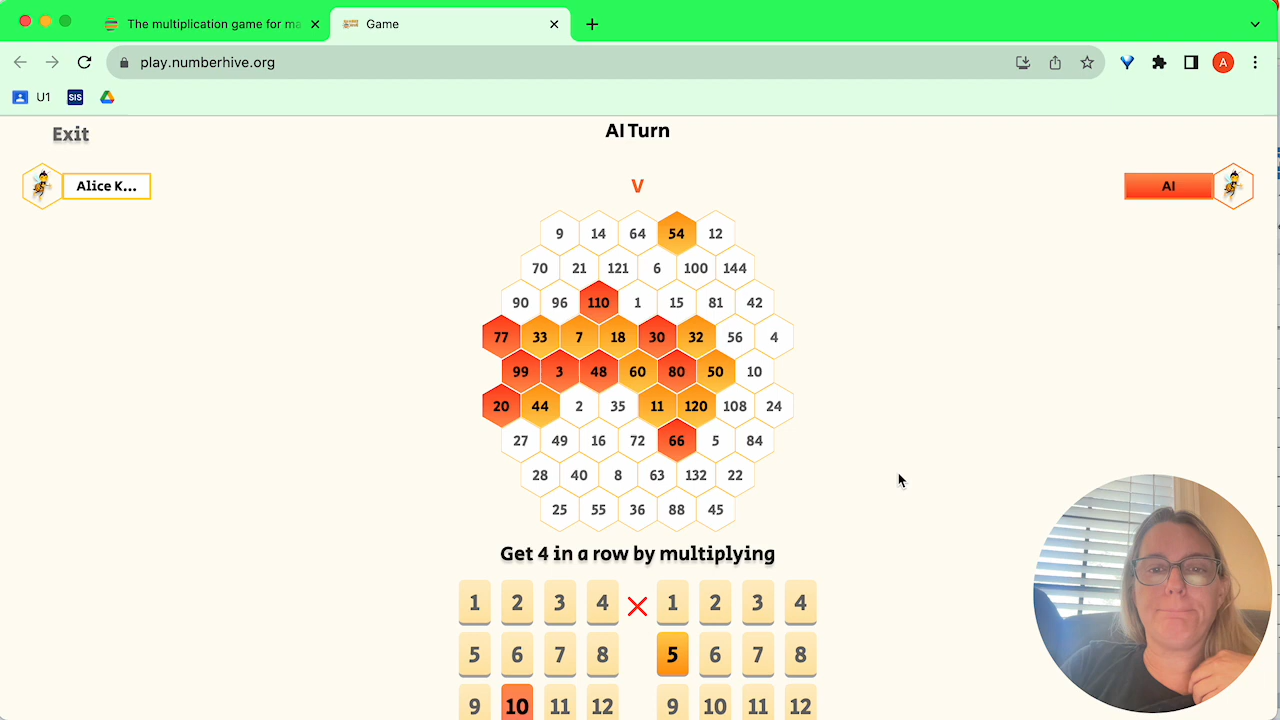 The multiplication game for ma
Game
play.numberhive.org
A
U1
SIS
Exit
AI Turn
Alice K...
V
AI
9 14 64 54 12
70 21 121 6 100 144
90 96 110 1 15 81 42
77 33 7 18 30 32 56 4
99 3 48 60 80 50 10
20 44 2 35 11 120 108 24
27 49 16 72 66 5 84
28 40 8 63 132 22
25 55 36 88 45
Get 4 in a row by multiplying
1 2 3 4 × 1 2 3 4
5 6 7 8 5 6 7 8
9 10 11 12 9 10 11 12